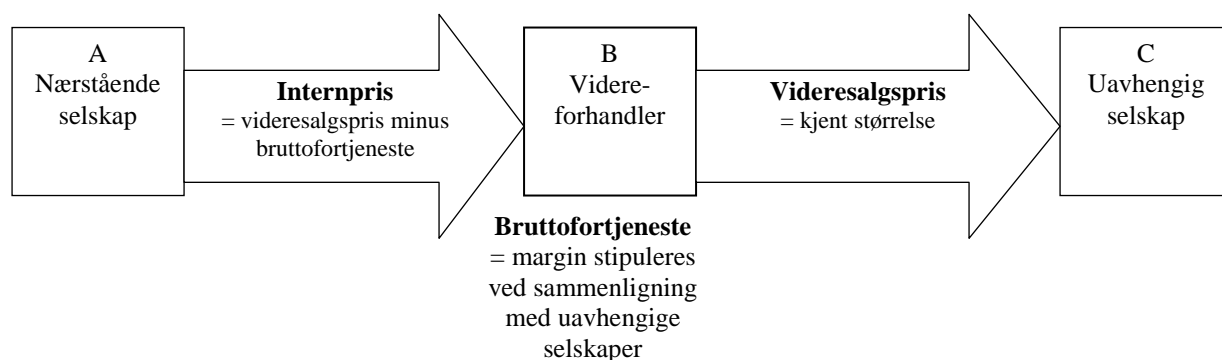 A
Nærstående
selskap
Internpris
= videresalgspris minus
bruttofortjeneste
B
Videre-
forhandler
Videresalgspris
= kjent størrelse
C
Uavhengig
selskap
Bruttofortjeneste
= margin stipuleres
ved sammenligning
med uavhengige
selskaper